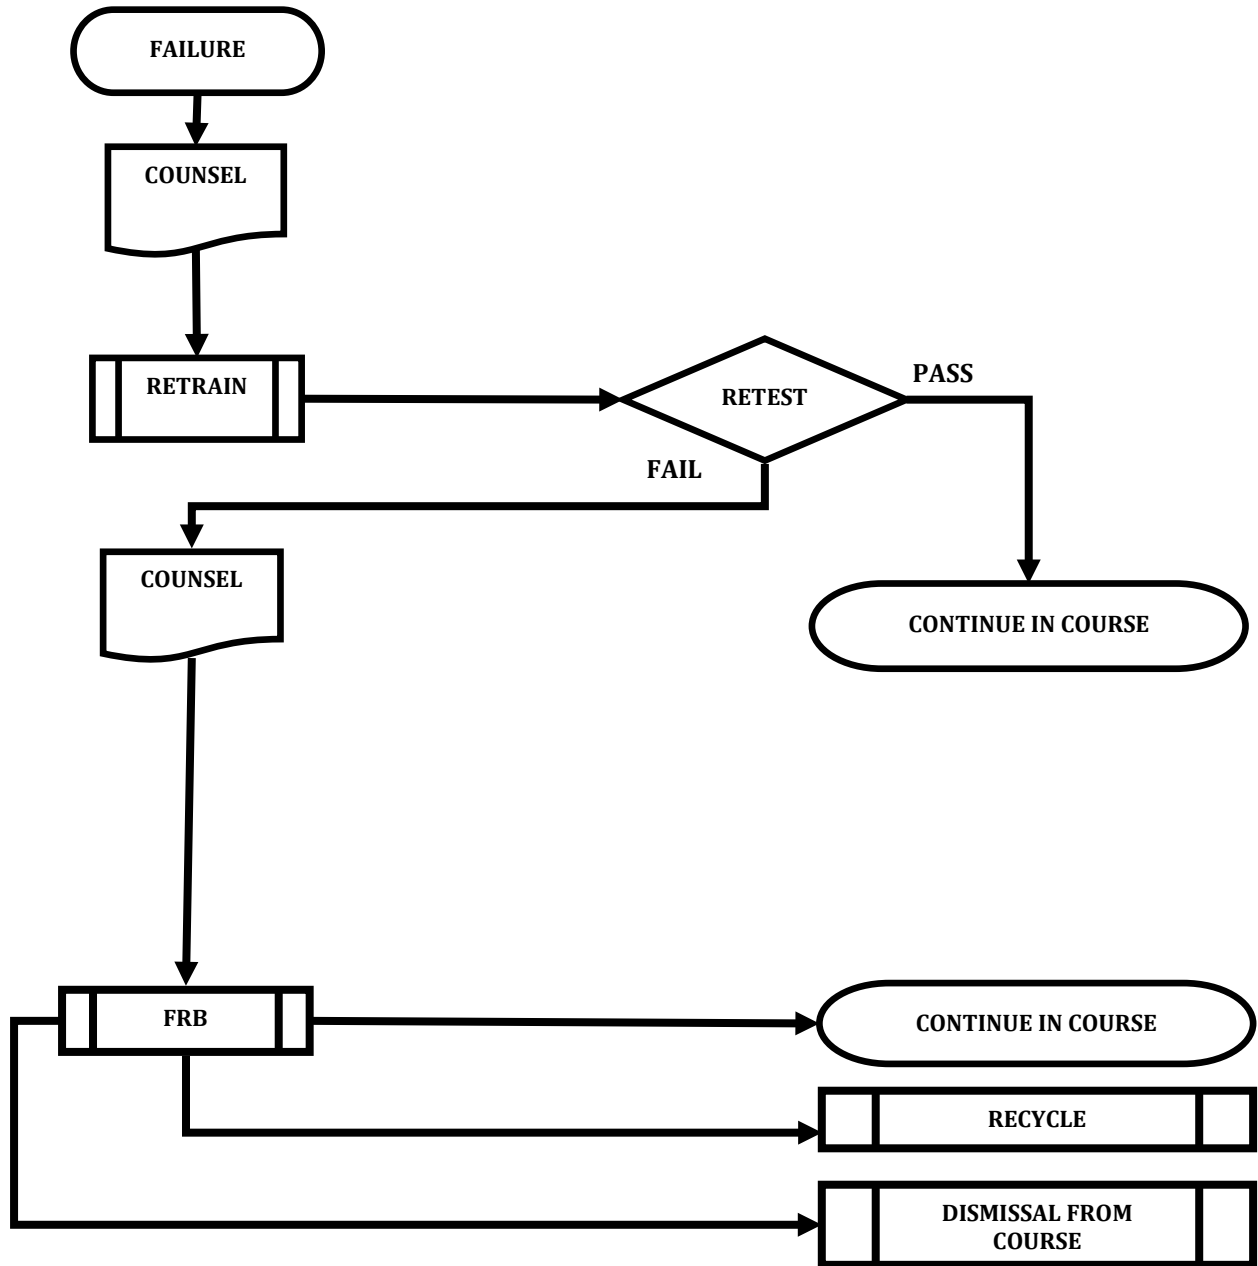 FAILURE
COUNSEL
RETRAIN
RETEST
PASS
FAIL
COUNSEL
CONTINUE IN COURSE
FRB
CONTINUE IN COURSE
RECYCLE
DISMISSAL FROM
COURSE